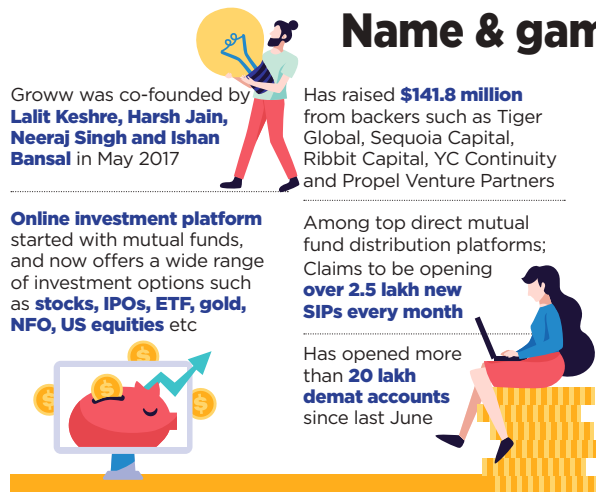 Name & gam
Groww was co-founded by
Lalit Keshre, Harsh Jain,
Neeraj Singh and Ishan
Bansal in May 2017
Online investment platform
started with mutual funds,
and now offers a wide range
of investment options such
as stocks, IPOs, ETF, gold,
NFO, US equities etc
$
$
$
$
Has raised $141.8 million
from backers such as Tiger
Global, Sequoia Capital,
Ribbit Capital, YC Continuity
and Propel Venture Partners
Among top direct mutual
fund distribution platforms;
Claims to be opening
over 2.5 lakh new
SIPs every month
Has opened more
than 20 lakh
demat accounts
since last June